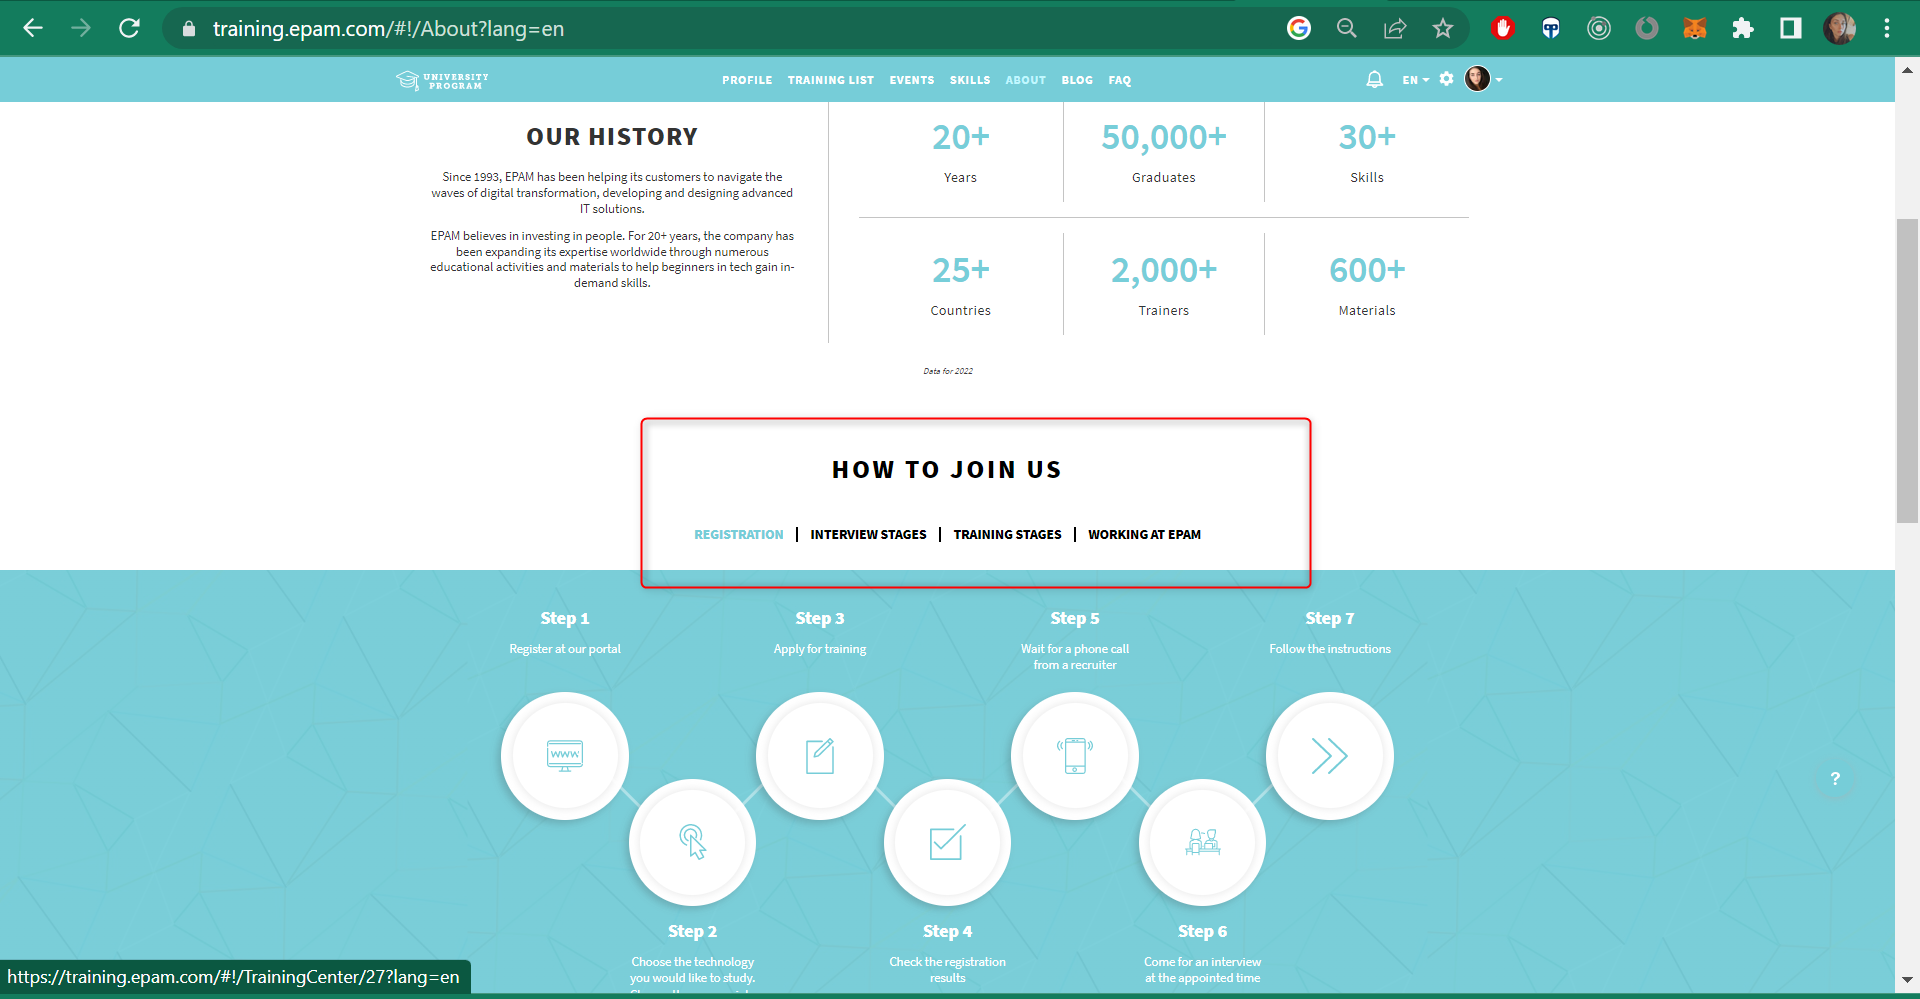 training.epam.com/#!/About?lang=en
UNIVERSITY
PROGRAM
PROFILE TRAINING LIST EVENTS SKILLS ABOUT BLOG FAQ
EN
OUR HISTORY
Since 1993, EPAM has been helping its customers to navigate the
waves of digital transformation, developing and designing advanced
IT solutions.
EPAM believes in investing in people. For 20+ years, the company has
been expanding its expertise worldwide through numerous
educational activities and materials to help beginners in tech gain in-
demand skills.
20+
Years
50,000+
Graduates
30+
Skills
25+
Countries
2,000+
Trainers
600+
Materials
Data for 2022
HOW TO JOIN US
REGISTRATION | INTERVIEW STAGES | TRAINING STAGES | WORKING AT EPAM
Step 1
Register at our portal
Step 3
Apply for training
Step 5
Wait for a phone call
from a recruiter
Step 7
Follow the instructions
www
Step 2
Choose the technology
you would like to study.
Step 4
Check the registration
results
Step 6
Come for an interview
at the appointed time
?
https://training.epam.com/#!/TrainingCenter/27?lang=en